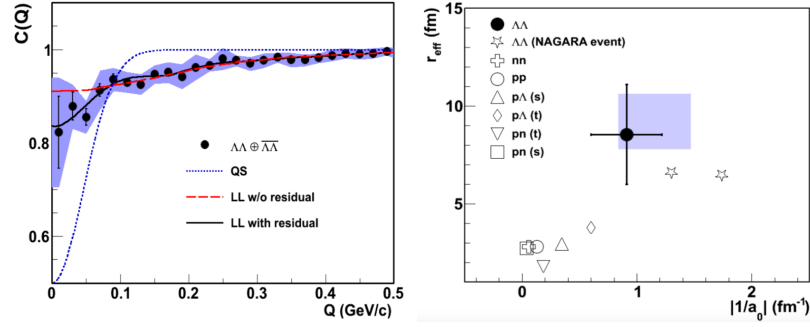 C(Q)
1
0.8
0.6
0
0.1
0.2
0.3
0.4
0.5
Q (GeV/c)
ΛΛ ⊕ Λ̅Λ̅
QS
LL w/o residual
LL with residual
r_eff (fm)
15
10
5
0
1
2
|1/a₀| (fm⁻¹)
ΛΛ
ΛΛ (NAGARA event)
nn
pp
pΛ (s)
pΛ (t)
pn (t)
pn (s)